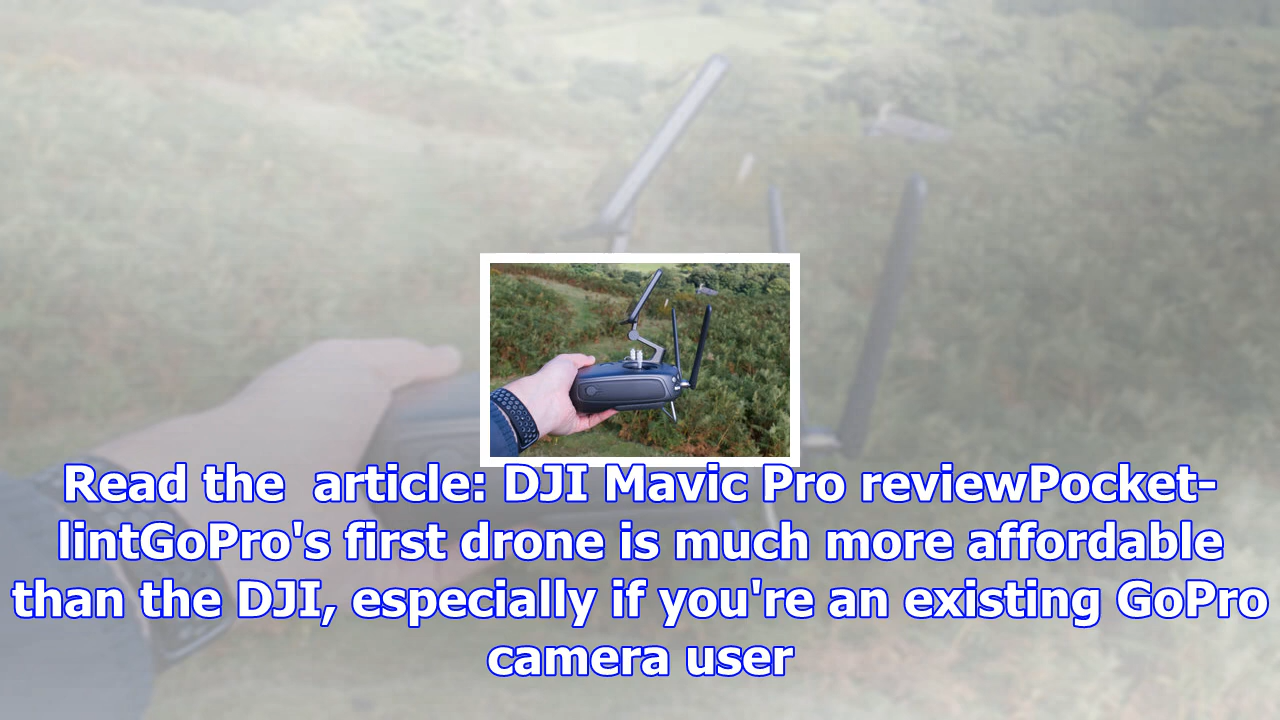 Read the  article: DJI Mavic Pro reviewPocket-
lintGoPro's first drone is much more affordable
than the DJI, especially if you're an existing GoPro
camera user